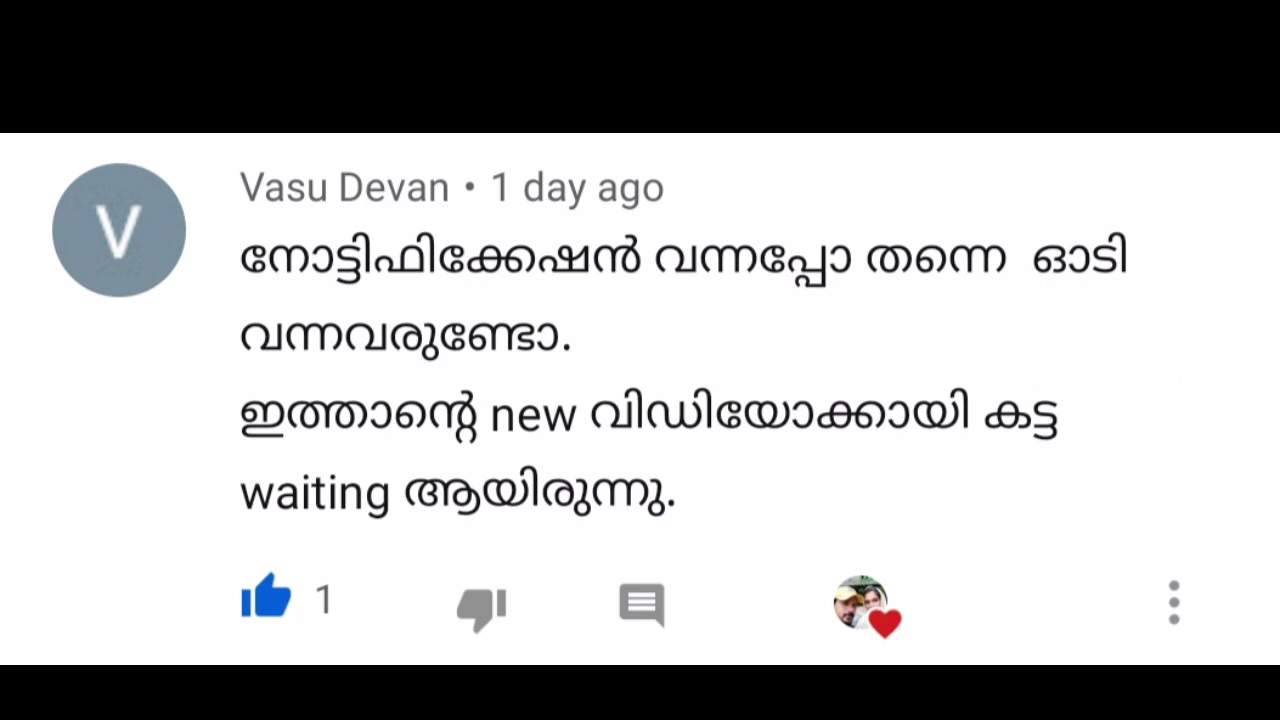 V
Vasu Devan • 1 day ago
നോട്ടിഫിക്കേഷൻ വന്നപ്പോ തന്നെ ഓടി
വന്നവരുണ്ടോ.
ഇത്താന്റെ new വിഡിയോക്കായി കട്ട
waiting ആയിരുന്നു.
1